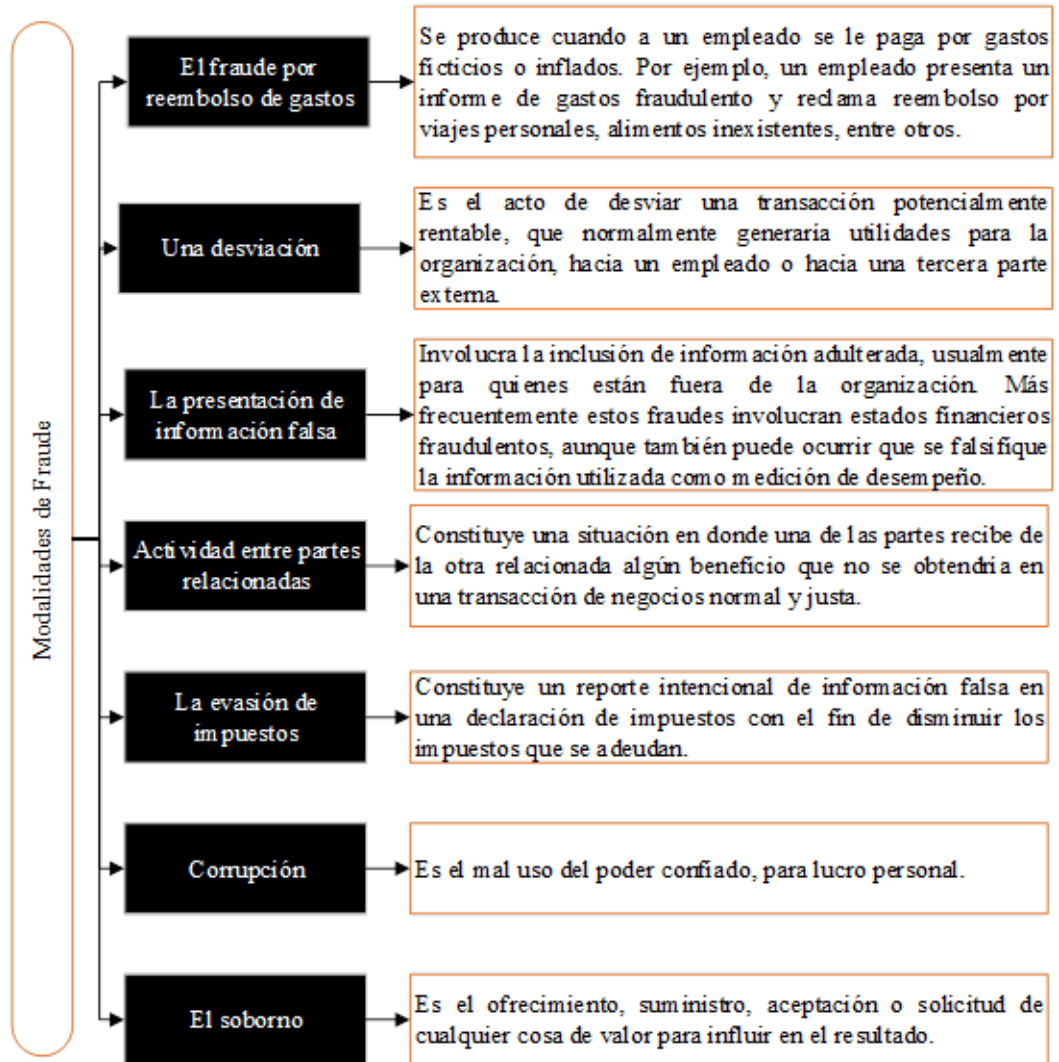 Modalidades de Fraude
El fraude por
reembolso de gastos
Se produce cuando a un empleado se le paga por gastos
ficticios o inflados. Por ejemplo, un empleado presenta un
informe de gastos fraudulento y reclama reembolso por
viajes personales, alimentos inexistentes, entre otros.
Una desviación
Es el acto de desviar una transacción potencialmente
rentable, que normalmente generaría utilidades para la
organización, hacia un empleado o hacia una tercera parte
externa.
La presentación de
información falsa
Involucra la inclusión de información adulterada, usualmente
para quienes están fuera de la organización. Más
frecuentemente estos fraudes involucran estados financieros
fraudulentos, aunque también puede ocurrir que se falsifique
la información utilizada como medición de desempeño.
Actividad entre partes
relacionadas
Constituye una situación en donde una de las partes recibe de
la otra relacionada algún beneficio que no se obtendría en
una transacción de negocios normal y justa.
La evasión de
impuestos
Constituye un reporte intencional de información falsa en
una declaración de impuestos con el fin de disminuir los
impuestos que se adeudan.
Corrupción
Es el mal uso del poder confiado, para lucro personal.
El soborno
Es el ofrecimiento, suministro, aceptación o solicitud de
cualquier cosa de valor para influir en el resultado.